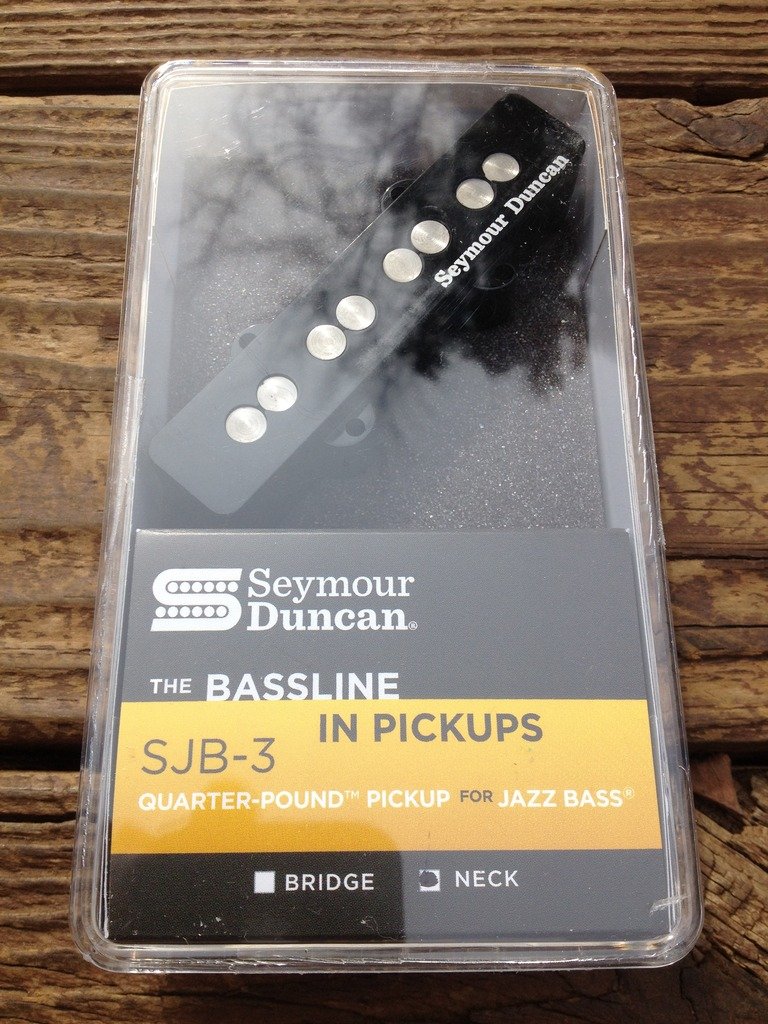 Seymour Duncan
Seymour
Duncan®
THE BASSLINE
IN PICKUPS
SJB-3
QUARTER-POUND™ PICKUP FOR JAZZ BASS®
BRIDGE NECK